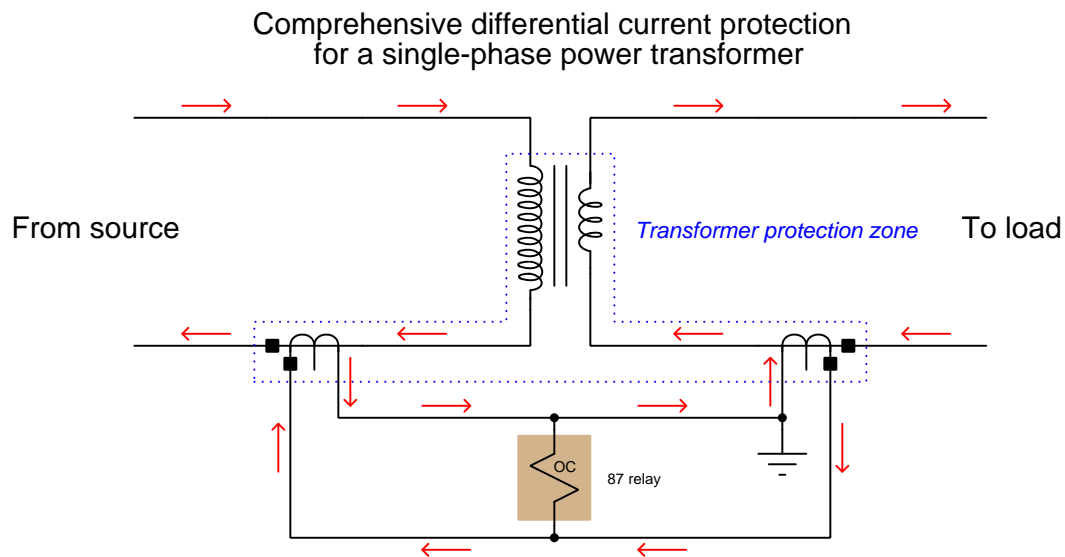 Comprehensive differential current protection
for a single-phase power transformer
From source
Transformer protection zone
To load
OC
87 relay